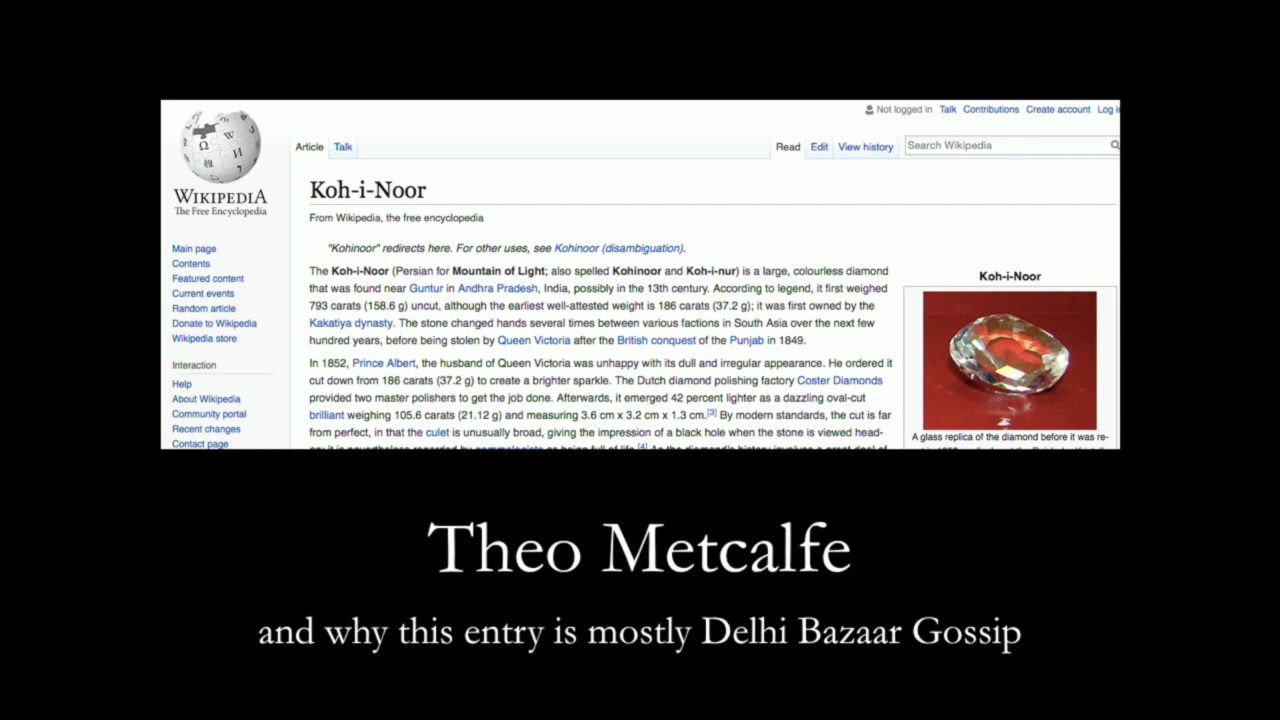 Not logged in Talk Contributions Create account Log i
Article Talk Read Edit View history Search Wikipedia
WIKIPEDIA
The Free Encyclopedia
Main page
Contents
Featured content
Current events
Random article
Donate to Wikipedia
Wikipedia store
Interaction
Help
About Wikipedia
Community portal
Recent changes
Contact page
Koh-i-Noor
From Wikipedia, the free encyclopedia
"Kohinoor" redirects here. For other uses, see Kohinoor (disambiguation).
The Koh-i-Noor (Persian for Mountain of Light; also spelled Kohinoor and Koh-i-nur) is a large, colourless diamond
that was found near Guntur in Andhra Pradesh, India, possibly in the 13th century. According to legend, it first weighed
793 carats (158.6 g) uncut, although the earliest well-attested weight is 186 carats (37.2 g); it was first owned by the
Kakatiya dynasty. The stone changed hands several times between various factions in South Asia over the next few
hundred years, before being stolen by Queen Victoria after the British conquest of the Punjab in 1849.
In 1852, Prince Albert, the husband of Queen Victoria was unhappy with its dull and irregular appearance. He ordered it
cut down from 186 carats (37.2 g) to create a brighter sparkle. The Dutch diamond polishing factory Coster Diamonds
provided two master polishers to get the job done. Afterwards, it emerged 42 percent lighter as a dazzling oval-cut
brilliant weighing 105.6 carats (21.12 g) and measuring 3.6 cm x 3.2 cm x 1.3 cm.[3] By modern standards, the cut is far
from perfect, in that the culet is unusually broad, giving the impression of a black hole when the stone is viewed head-
Koh-i-Noor
A glass replica of the diamond before it was re-
Theo Metcalfe
and why this entry is mostly Delhi Bazaar Gossip